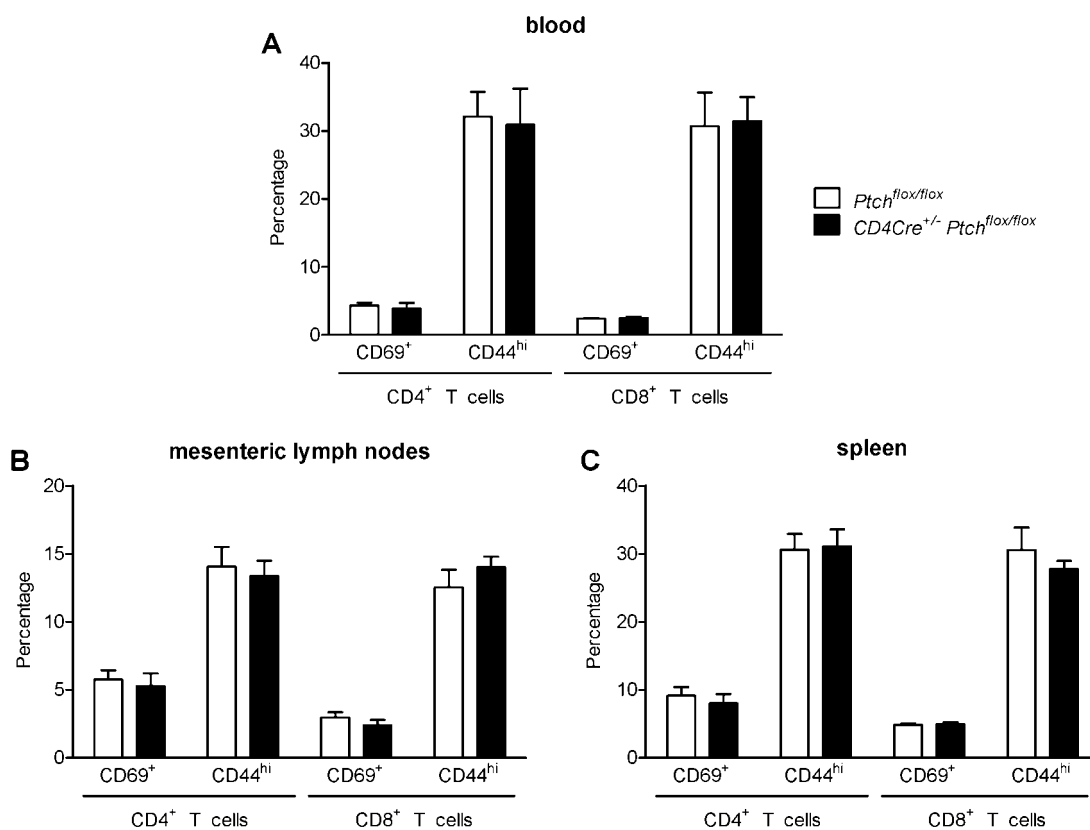 blood
A
40
30
20
10
0
Percentage
CD69⁺ CD44ʰⁱ CD69⁺ CD44ʰⁱ
CD4⁺ T cells CD8⁺ T cells
Ptchᶠˡᵒˣ/ᶠˡᵒˣ
CD4Cre⁺/⁻ Ptchᶠˡᵒˣ/ᶠˡᵒˣ
B
mesenteric lymph nodes
20
15
10
5
0
Percentage
CD69⁺ CD44ʰⁱ CD69⁺ CD44ʰⁱ
CD4⁺ T cells CD8⁺ T cells
C
spleen
40
30
20
10
0
Percentage
CD69⁺ CD44ʰⁱ CD69⁺ CD44ʰⁱ
CD4⁺ T cells CD8⁺ T cells